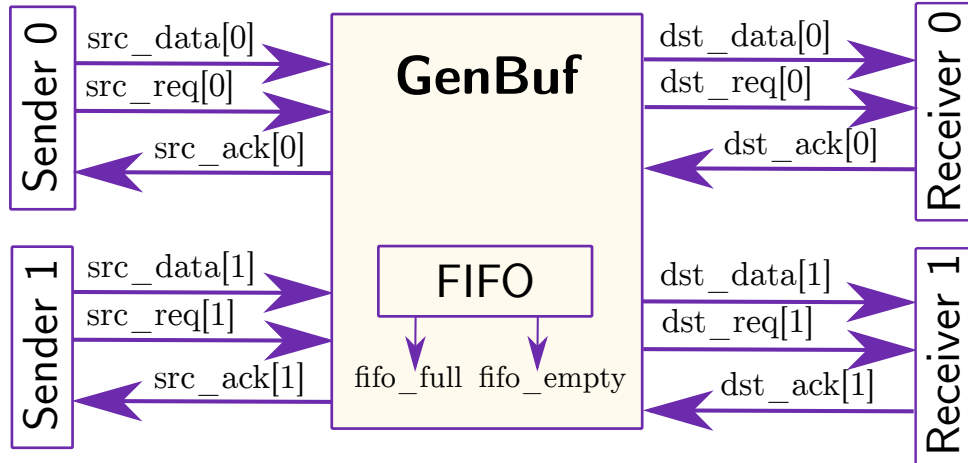 Sender 0
src_data[0]
src_req[0]
src_ack[0]
GenBuf
dst_data[0]
dst_req[0]
dst_ack[0]
Receiver 0
Sender 1
src_data[1]
src_req[1]
src_ack[1]
FIFO
fifo_full fifo_empty
dst_data[1]
dst_req[1]
dst_ack[1]
Receiver 1